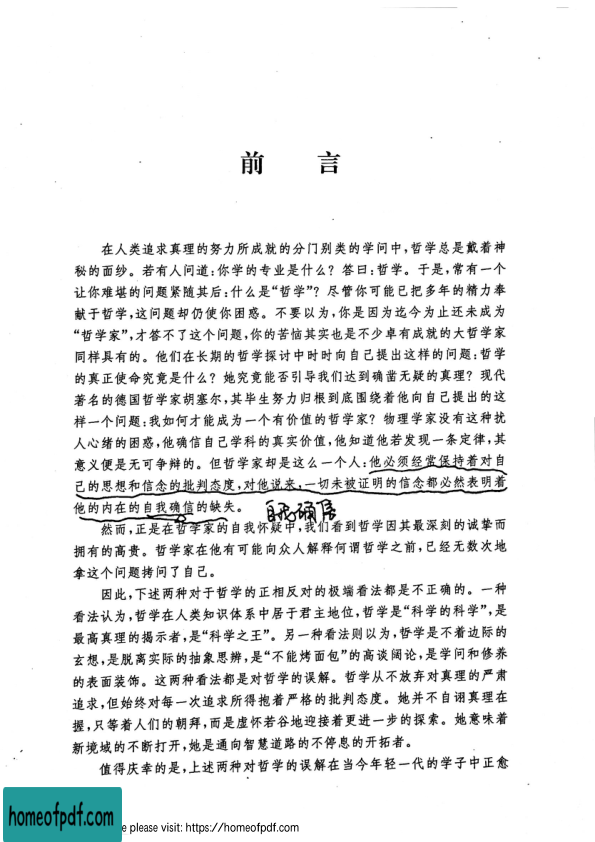 前 言
在人类追求真理的努力所成就的分门别类的学问中,哲学总是戴着神
秘的面纱。若有人问道:你学的专业是什么?答曰:哲学。于是,常有一个
让你难堪的问题紧随其后:什么是“哲学”?尽管你可能已把多年的精力奉
献于哲学,这问题却仍使你困惑。不要以为,你是因为迄今为止还未成为
“哲学家”,才答不了这个问题,你的苦恼其实也是不少卓有成就的大哲学家
同样具有的。他们在长期的哲学探讨中时时向自己提出这样的问题:哲学
的真正使命究竟是什么?她究竟能否引导我们达到确凿无疑的真理?现代
著名的德国哲学家胡塞尔,其毕生努力归根到底围绕着他向自己提出的这
样一个问题:我如何才能成为一个有价值的哲学家?物理学家没有这种扰
人心绪的困惑,他确信自己学科的真实价值,他知道他若发现一条定律,其
意义便是无可争辩的。但哲学家却是这么一个人:他必须经常保持着对自
己的思想和信念的批判态度,对他说来,一切未被证明的信念都必然表明着
他的内在的自我确信的缺失。
自我确信
然而,正是在哲学家的自我怀疑中,我们看到哲学因其最深刻的诚挚而
拥有的高贵。哲学家在他有可能向众人解释何谓哲学之前,已经无数次地
拿这个问题拷问了自己。
因此,下述两种对于哲学的正相反对的极端看法都是不正确的。一种
看法认为,哲学在人类知识体系中居于君主地位,哲学是“科学的科学”,是
最高真理的揭示者,是“科学之王”。另一种看法则以为,哲学是不着边际的
玄想,是脱离实际的抽象思辨,是“不能烤面包”的高谈阔论,是学问和修养
的表面装饰。这两种看法都是对哲学的误解。哲学从不放弃对真理的严肃
追求,但始终对每一次追求所得抱着严格的批判态度。她并不自诩真理在
握,只等着人们的朝拜,而是虚怀若谷地迎接着更进一步的探索。她意味着
新境域的不断打开,她是通向智慧道路的不停息的开拓者。
值得庆幸的是,上述两种对哲学的误解在当今年轻一代的学子中正愈
homeofpdf.com
e please visit: https://homeofpdf.com